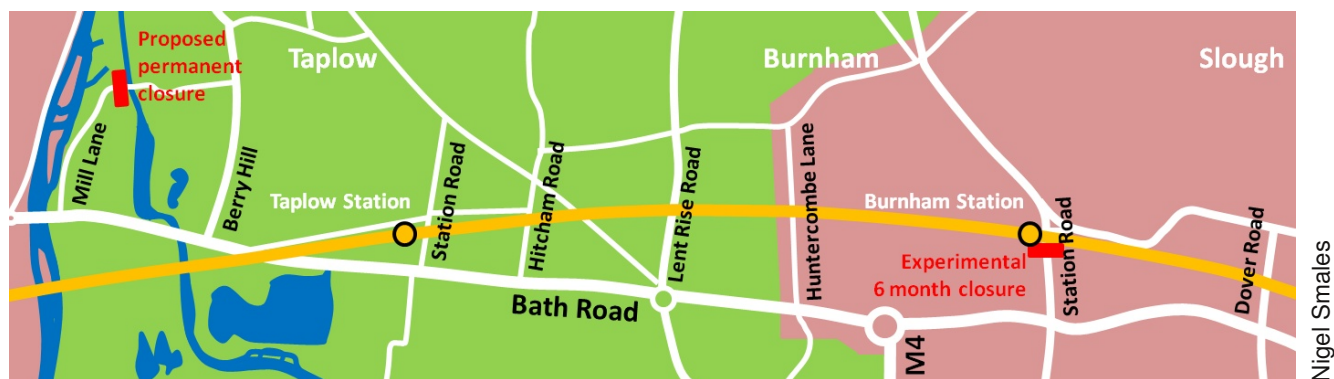 Proposed
permanent
closure
Taplow
Burnham
Slough
Mill Lane
Berry Hill
Taplow Station
Station Road
Hitcham Road
Lent Rise Road
Huntercombe Lane
Burnham Station
Station Road
Dover Road
Experimental
6 month closure
Bath Road
M4
Nigel Smales